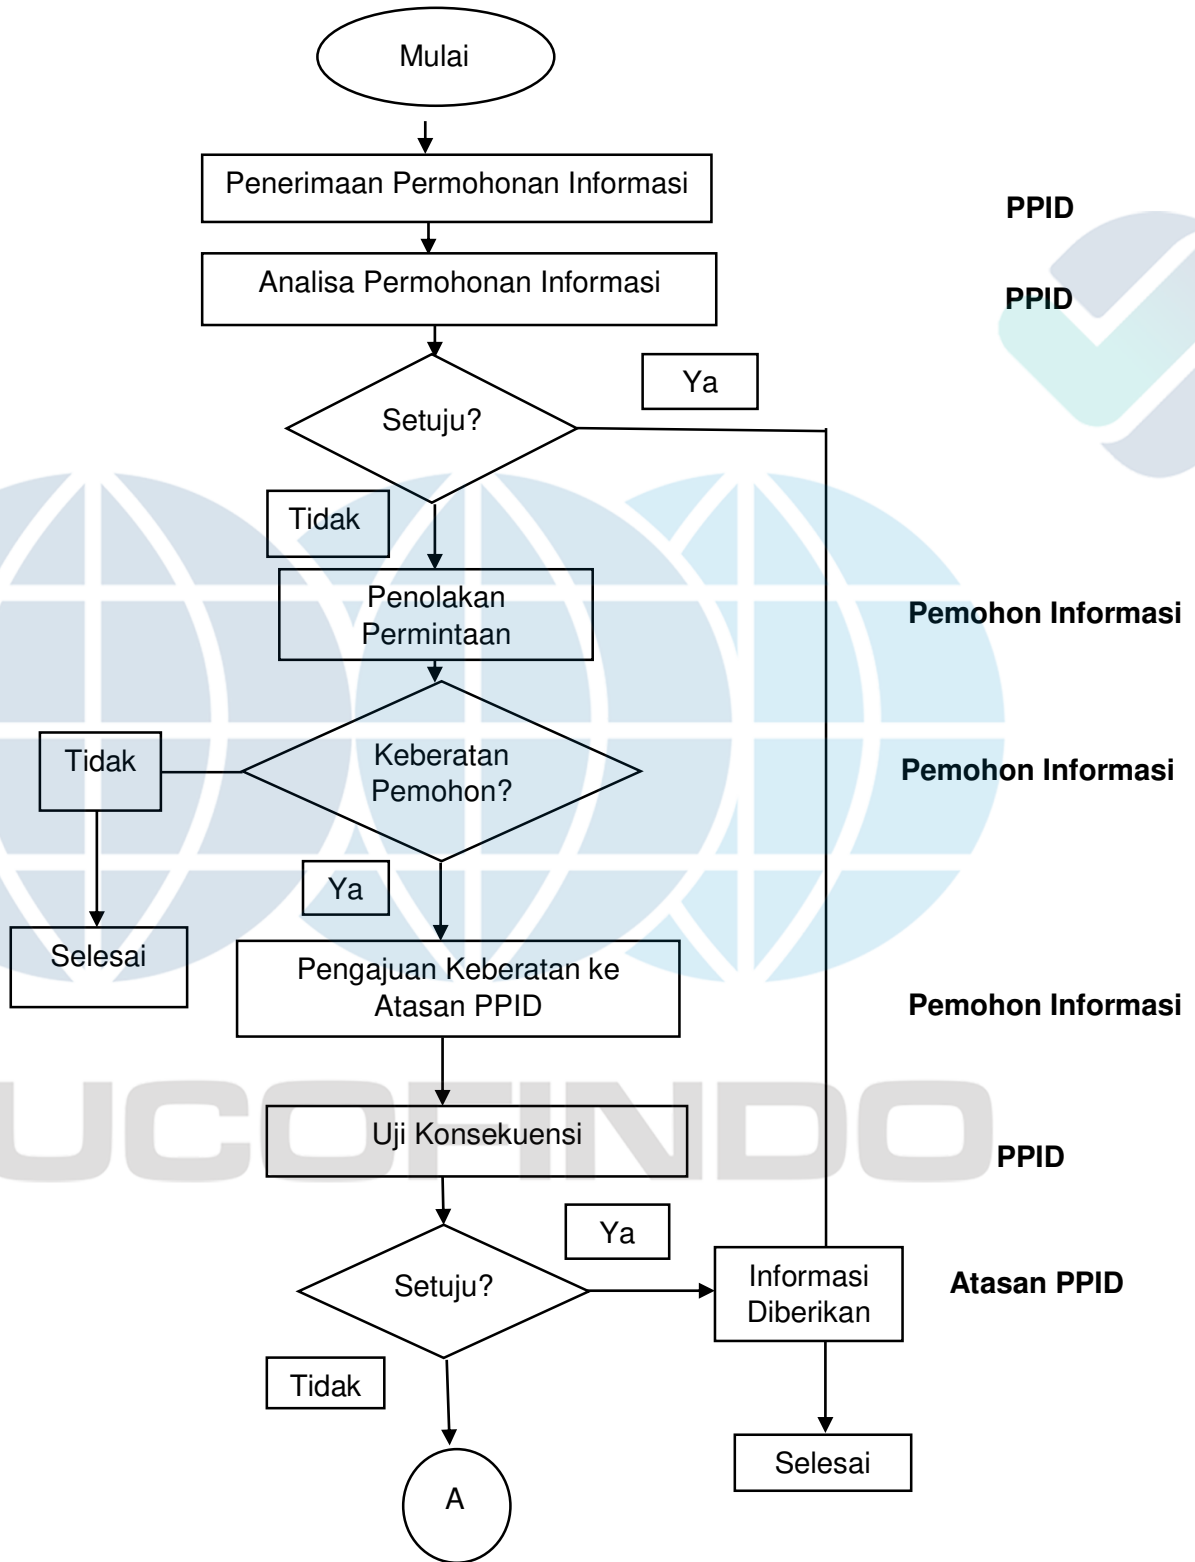 Mulai
Penerimaan Permohonan Informasi
PPID
Analisa Permohonan Informasi
PPID
Ya
Setuju?
Tidak
Penolakan
Permintaan
Pemohon Informasi
Tidak
Keberatan
Pemohon?
Pemohon Informasi
Ya
Selesai
Pengajuan Keberatan ke
Atasan PPID
Pemohon Informasi
UCOFINDO
Uji Konsekuensi
PPID
Ya
Setuju?
Informasi
Diberikan
Atasan PPID
Tidak
Selesai
A